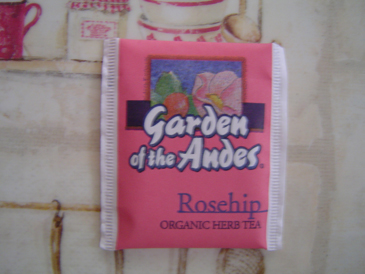 Garden
of the Andes®
Rosehip
ORGANIC HERB TEA